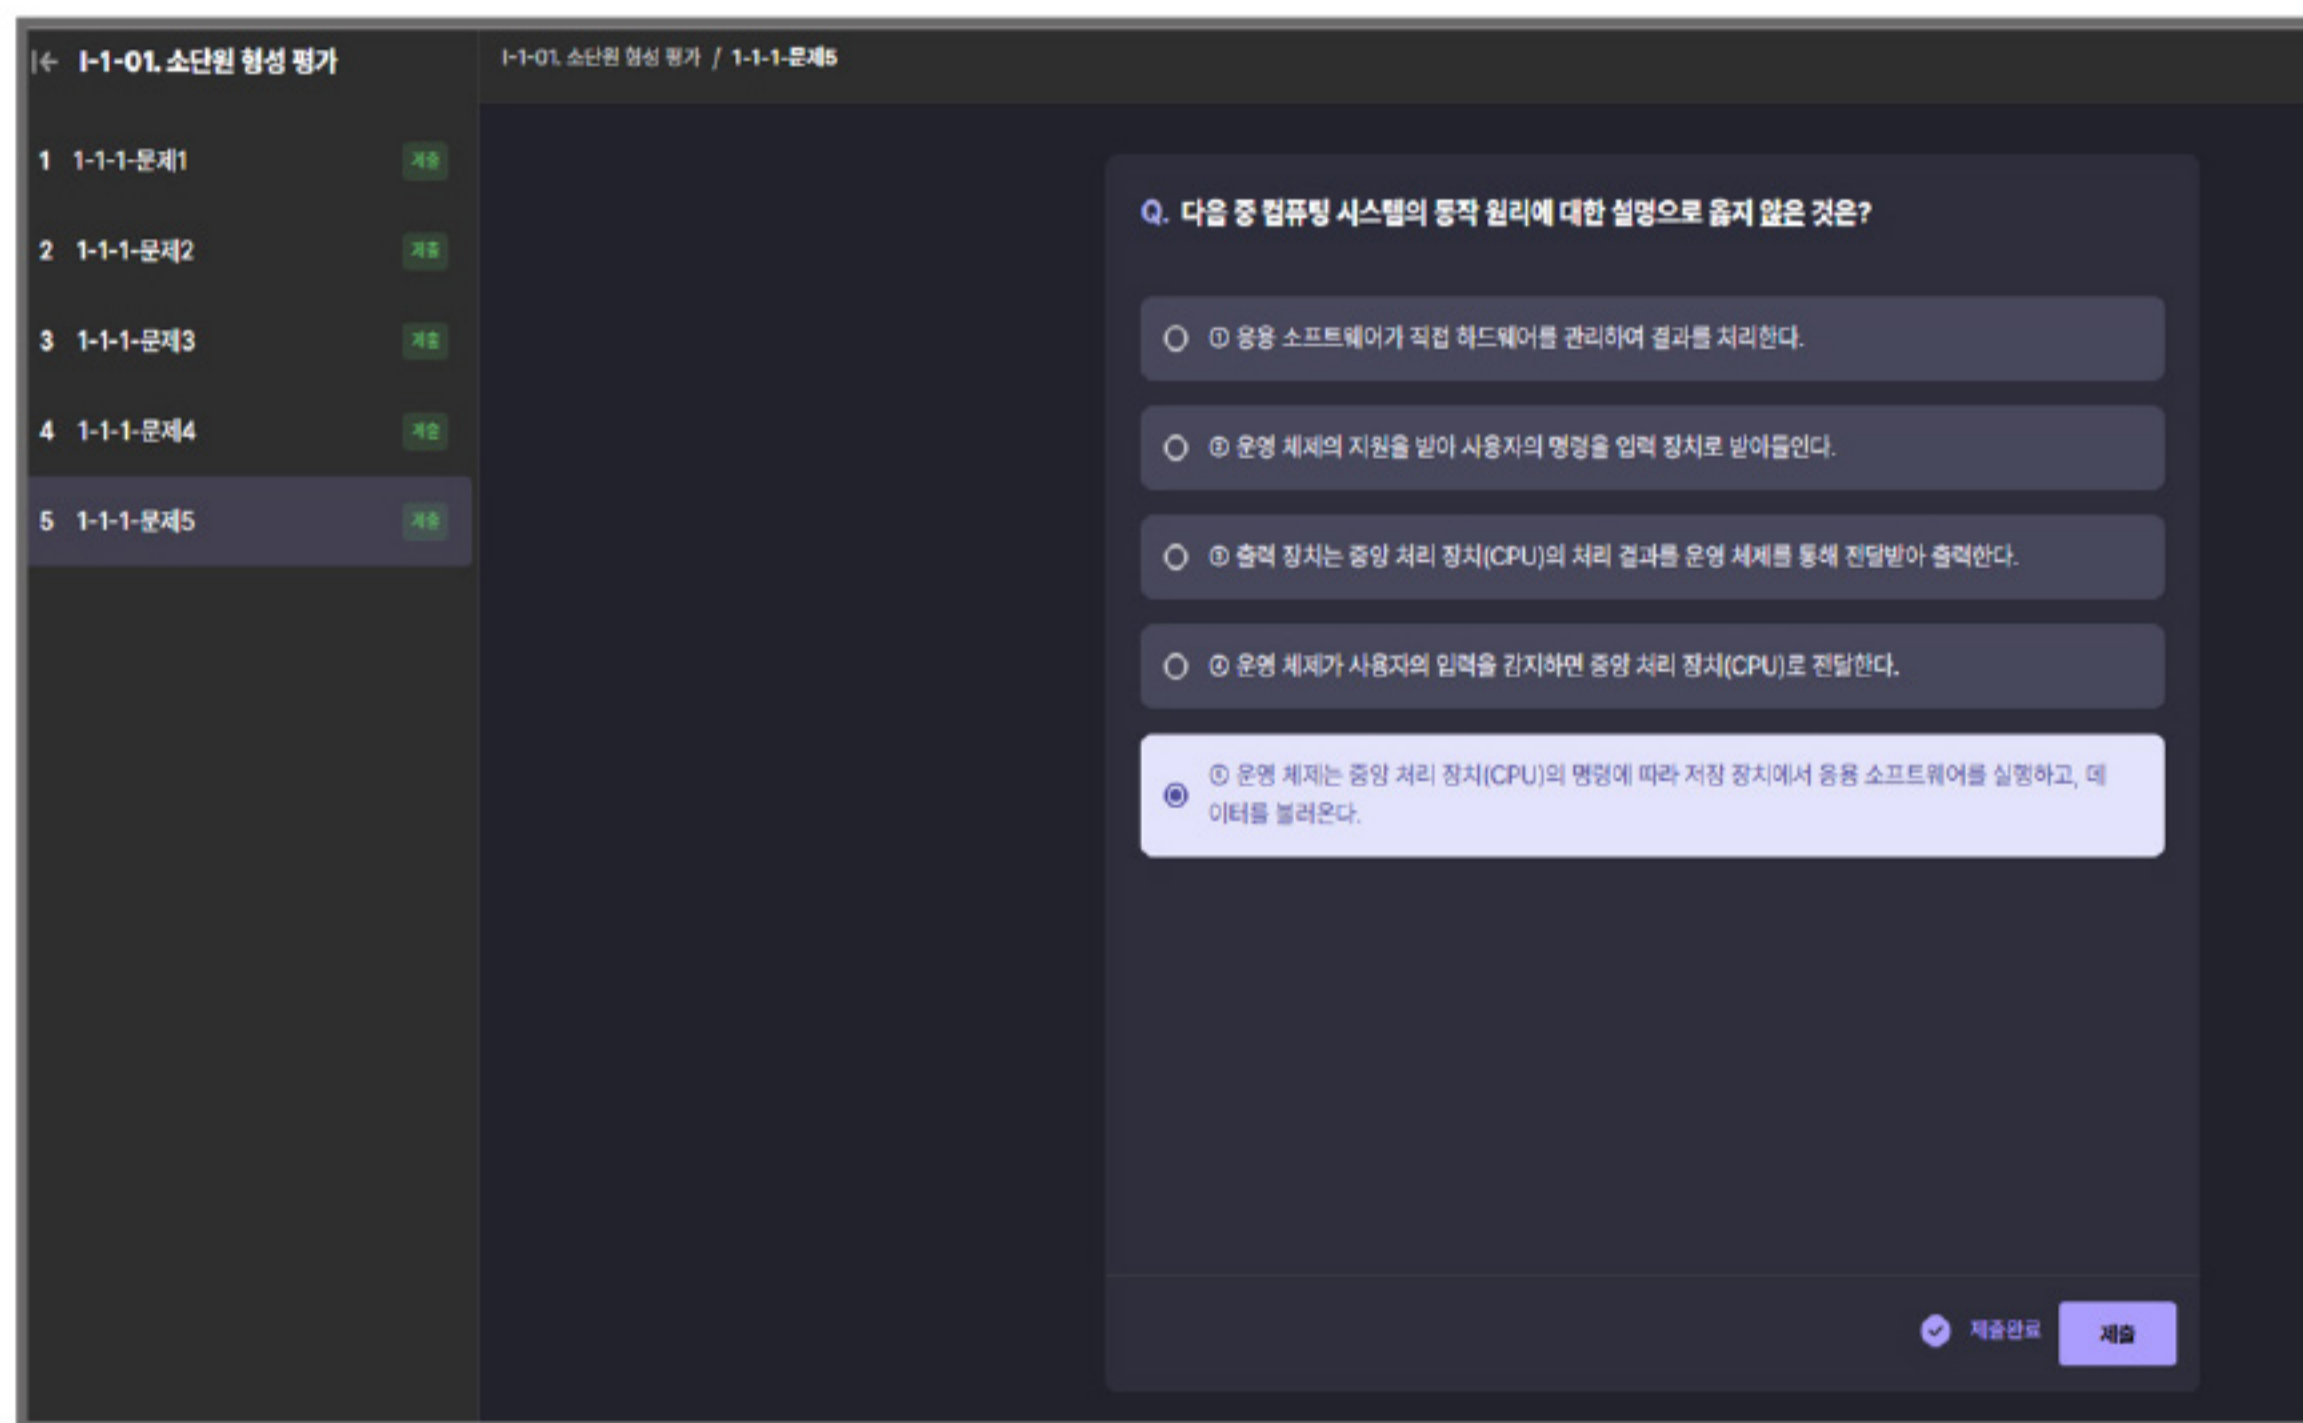 I-1-01. 소단원 형성 평가
I-1-01. 소단원 형성 평가 / 1-1-1-문제5
1 1-1-1-문제1 제출
2 1-1-1-문제2 제출
3 1-1-1-문제3 제출
4 1-1-1-문제4 제출
5 1-1-1-문제5 제출
Q. 다음 중 컴퓨팅 시스템의 동작 원리에 대한 설명으로 옳지 않은 것은?
① 응용 소프트웨어가 직접 하드웨어를 관리하여 결과를 처리한다.
② 운영 체제의 지원을 받아 사용자의 명령을 입력 장치로 받아들인다.
③ 출력 장치는 중앙 처리 장치(CPU)의 처리 결과를 운영 체제를 통해 전달받아 출력한다.
④ 운영 체제가 사용자의 입력을 감지하면 중앙 처리 장치(CPU)로 전달한다.
⑤ 운영 체제는 중앙 처리 장치(CPU)의 명령에 따라 저장 장치에서 응용 소프트웨어를 실행하고, 데
이터를 불러온다.
제출완료 제출